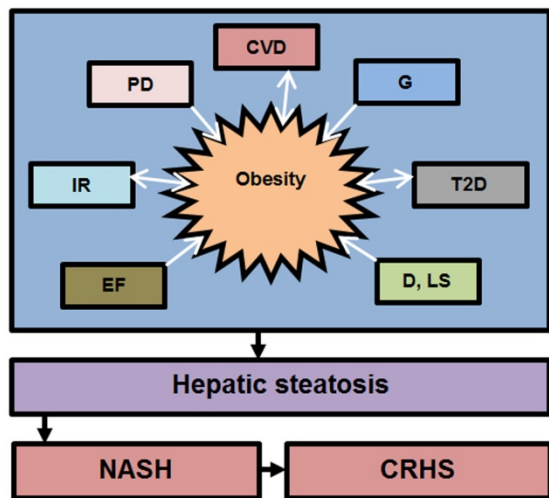 CVD
PD
G
Obesity
IR
T2D
EF
D, LS
Hepatic steatosis
NASH
CRHS